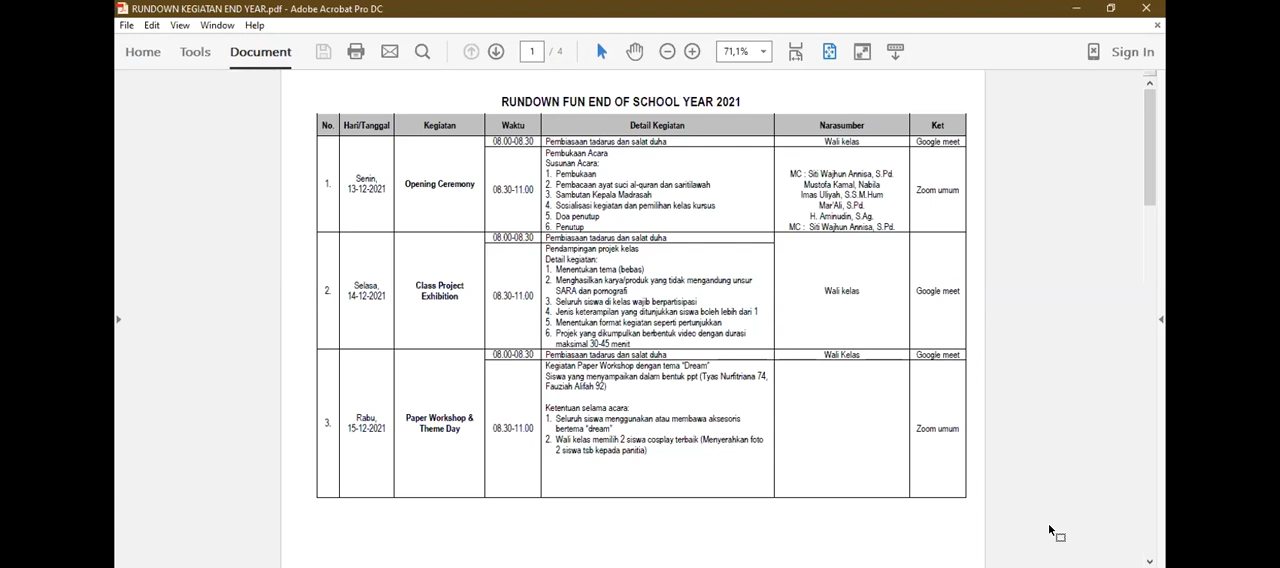 RUNDOWN KEGIATAN END YEAR.pdf - Adobe Acrobat Pro DC
File Edit View Window Help
Home Tools Document 1 / 4 71,1% Sign In
RUNDOWN FUN END OF SCHOOL YEAR 2021
No. Hari/Tanggal Kegiatan Waktu Detail Kegiatan Narasumber Ket
08.00-08.30 Pembiasaan tadarus dan salat duha Wali kelas Google meet
1. Senin, 13-12-2021 Opening Ceremony 08.30-11.00
Pembukaan Acara
Susunan Acara:
1. Pembukaan MC : Siti Wajhun Annisa, S.Pd.
2. Pembacaan ayat suci al-quran dan saritilawah Mustofa Kamal, Nabila
3. Sambutan Kepala Madrasah Imas Uliyah, S.S.M.Hum Zoom umum
4. Sosialisasi kegiatan dan pemilihan kelas kursus Mar'Ali, S.Pd.
5. Doa penutup H. Aminudin, S.Ag.
6. Penutup MC : Siti Wajhun Annisa, S.Pd.
08.00-08.30 Pembiasaan tadarus dan salat duha
2. Selasa, 14-12-2021 Class Project Exhibition 08.30-11.00
Pendampingan projek kelas
Detail kegiatan:
1. Menentukan tema (bebas)
2. Menghasilkan karya/produk yang tidak mengandung unsur
SARA dan pornografi Wali kelas Google meet
3. Seluruh siswa di kelas wajib berpartisipasi
4. Jenis keterampilan yang ditunjukkan siswa boleh lebih dari 1
5. Menentukan format kegiatan seperti pertunjukkan
6. Projek yang dikumpulkan berbentuk video dengan durasi
maksimal 30-45 menit
08.00-08.30 Pembiasaan tadarus dan salat duha Wali Kelas Google meet
3. Rabu, 15-12-2021 Paper Workshop & Theme Day 08.30-11.00
Kegiatan Paper Workshop dengan tema "Dream"
Siswa yang menyampaikan dalam bentuk ppt (Tyas Nurfitriana 74,
Fauziah Alifah 92)
Ketentuan selama acara:
1. Seluruh siswa menggunakan atau membawa aksesoris
bertema "dream" Zoom umum
2. Wali kelas memilih 2 siswa cosplay terbaik (Menyerahkan foto
2 siswa tsb kepada panitia)